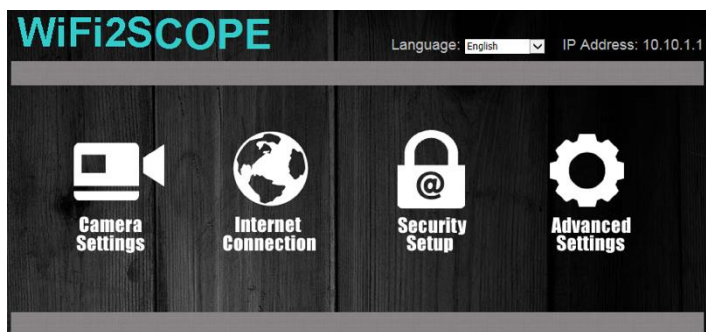 WiFi2SCOPE
Language: English IP Address: 10.10.1.1
@
Camera
Settings
Internet
Connection
Security
Setup
Advanced
Settings